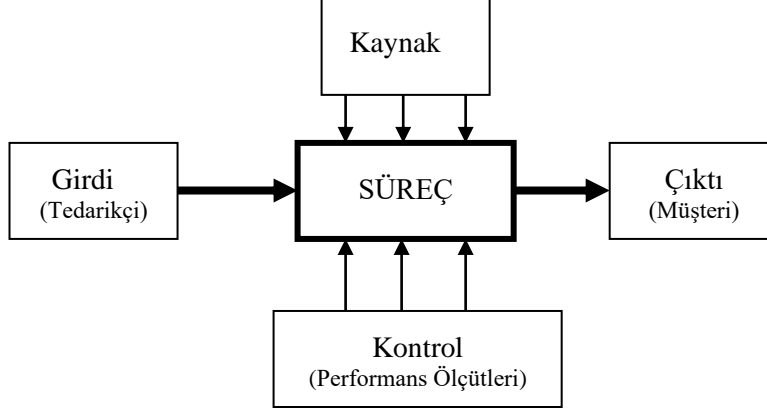 Kaynak
Girdi
(Tedarikçi)
SÜREÇ
Çıktı
(Müşteri)
Kontrol
(Performans Ölçütleri)